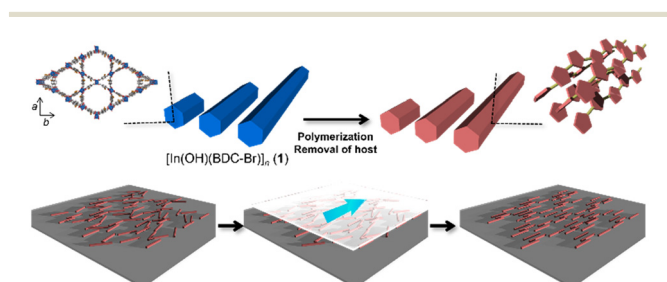 a
b
[In(OH)(BDC-Br)]n (1)
Polymerization
Removal of host